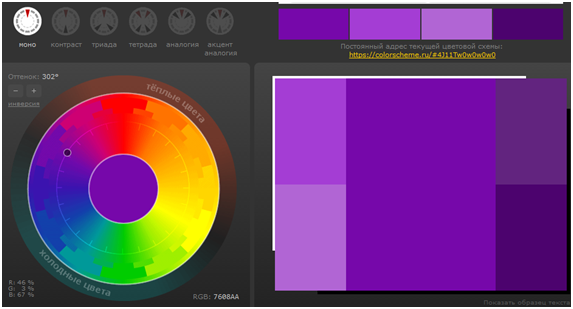 моно
контраст
триада
тетрада
аналогия
акцент
аналогия
Постоянный адрес текущей цветовой схемы:
https://colorscheme.ru/#4J11Tw0w0w0w0
Оттенок: 302°
− +
инверсия
тёплые цвета
холодные цвета
R: 46 %
G: 3 %
B: 67 %
RGB: 7608AA
Показать образец текста